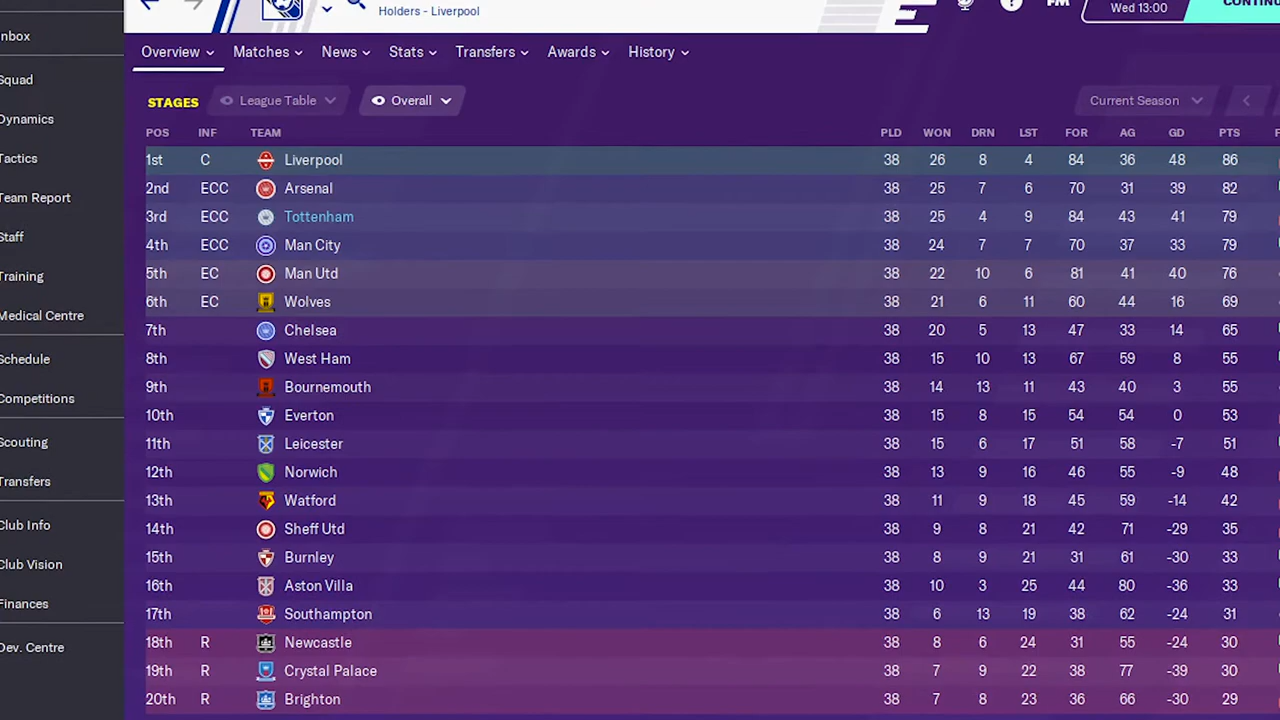 Holders - Liverpool
Wed 13:00
CONTINU
FM
nbox
Squad
Dynamics
Tactics
Team Report
Staff
Training
Medical Centre
Schedule
Competitions
Scouting
Transfers
Club Info
Club Vision
Finances
Dev. Centre
Overview Matches News Stats Transfers Awards History
STAGES League Table Overall Current Season
POS INF TEAM PLD WON DRN LST FOR AG GD PTS
1st C Liverpool 38 26 8 4 84 36 48 86
2nd ECC Arsenal 38 25 7 6 70 31 39 82
3rd ECC Tottenham 38 25 4 9 84 43 41 79
4th ECC Man City 38 24 7 7 70 37 33 79
5th EC Man Utd 38 22 10 6 81 41 40 76
6th EC Wolves 38 21 6 11 60 44 16 69
7th Chelsea 38 20 5 13 47 33 14 65
8th West Ham 38 15 10 13 67 59 8 55
9th Bournemouth 38 14 13 11 43 40 3 55
10th Everton 38 15 8 15 54 54 0 53
11th Leicester 38 15 6 17 51 58 -7 51
12th Norwich 38 13 9 16 46 55 -9 48
13th Watford 38 11 9 18 45 59 -14 42
14th Sheff Utd 38 9 8 21 42 71 -29 35
15th Burnley 38 8 9 21 31 61 -30 33
16th Aston Villa 38 10 3 25 44 80 -36 33
17th Southampton 38 6 13 19 38 62 -24 31
18th R Newcastle 38 8 6 24 31 55 -24 30
19th R Crystal Palace 38 7 9 22 38 77 -39 30
20th R Brighton 38 7 8 23 36 66 -30 29